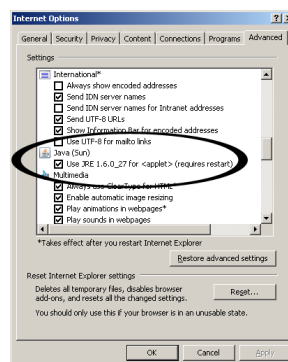 Internet Options
General Security Privacy Content Connections Programs Advanced
Settings
International*
Always show encoded addresses
Send IDN server names
Send IDN server names for Intranet addresses
Send UTF-8 URLs
Show Information Bar for encoded addresses
Use UTF-8 for mailto links
Java (Sun)
Use JRE 1.6.0_27 for <applet> (requires restart)
Multimedia
Always use ClearType for HTML*
Enable automatic image resizing
Play animations in webpages*
Play sounds in webpages
*Takes effect after you restart Internet Explorer
Restore advanced settings
Reset Internet Explorer settings
Deletes all temporary files, disables browser
add-ons, and resets all the changed settings.
Reset...
You should only use this if your browser is in an unusable state.
OK Cancel Apply